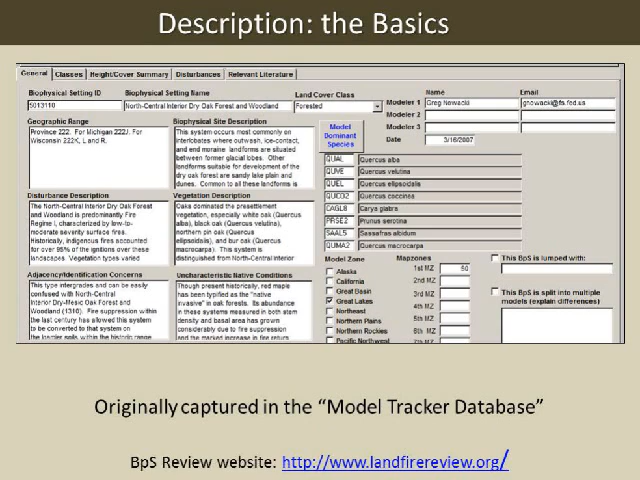 Description: the Basics
General Classes Height/Cover Summary Disturbances Relevant Literature
Biophysical Setting ID Biophysical Setting Name Land Cover Class Name Email
5013110 North-Central Interior Dry Oak Forest and Woodland Forested
Modeler 1 Greg Nowacki gnowacki@fs.fed.us
Modeler 2
Modeler 3
Date 3/16/2007
Geographic Range
Province 222. For Michigan 222J. For
Wisconsin 222K, L and R.
Biophysical Site Description
This system occurs most commonly on
interlobates where outwash, ice-contact,
and end moraine landforms are situated
between former glacial lobes. Other
landforms suitable for development of the
dry oak forest are sandy lake plain and
dunes. Common to all these landforms is
Model
Dominant
Species
QUAL Quercus alba
QUVE Quercus velutina
QUEL Quercus elipsoidalis
QUCO2 Quercus coccinea
CAGL8 Carya glabra
PRSE2 Prunus serotina
SAAL5 Sassafras albidum
QUMA2 Quercus macrocarpa
Disturbance Description
The North-Central Interior Dry Oak Forest
and Woodland is predominantly Fire
Regime I, characterized by low-to-
moderate severity surface fires.
Historically, indigenous fires accounted
for over 95% of the ignitions over these
landscapes. Vegetation types varied
Vegetation Description
Oaks dominated the presettlement
vegetation, especially white oak (Quercus
alba), black oak (Quercus velutina),
northern pin oak (Quercus
elipsoidalis), and bur oak (Quercus
macrocarpa). This system is
distinguished from North-Central Interior
Adjacency/Identification Concerns
This type intergrades and can be easily
confused with North-Central
Interior Dry-Mesic Oak Forest and
Woodland (1310). Fire suppression within
the last century has allowed this system
to be converted to that system on
the loamier soils within the historic range
Uncharacteristic Native Conditions
Though present historically, red maple
has been typified as the "native
invasive" in oak forests. Its abundance
in these systems measured in both stem
density and basal area has grown
considerably due to fire suppression
and the marked increase in fire return
Model Zone
Alaska
California
Great Basin
Great Lakes
Northeast
Northern Plains
Northern Rockies
Pacific Northwest
Mapzones
1st MZ 50
2nd MZ
3rd MZ
4th MZ
5th MZ
6th MZ
7th MZ
This BpS is lumped with:
This BpS is split into multiple
models (explain differences)
Originally captured in the “Model Tracker Database”
BpS Review website: http://www.landfirereview.org/